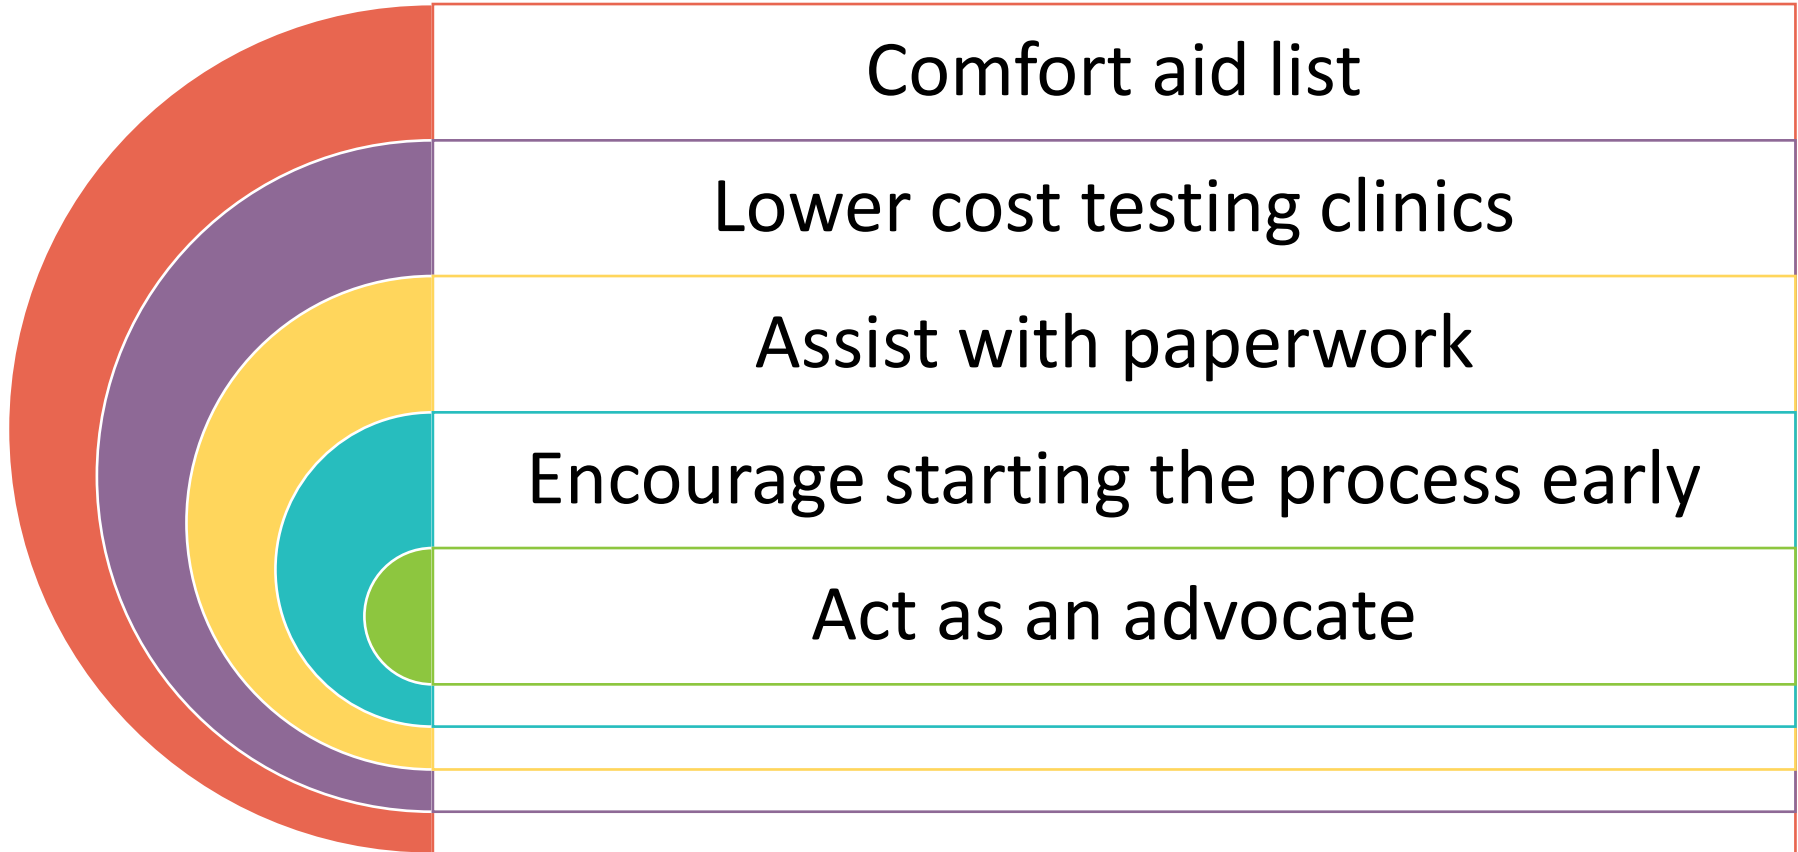 Comfort aid list
Lower cost testing clinics
Assist with paperwork
Encourage starting the process early
Act as an advocate